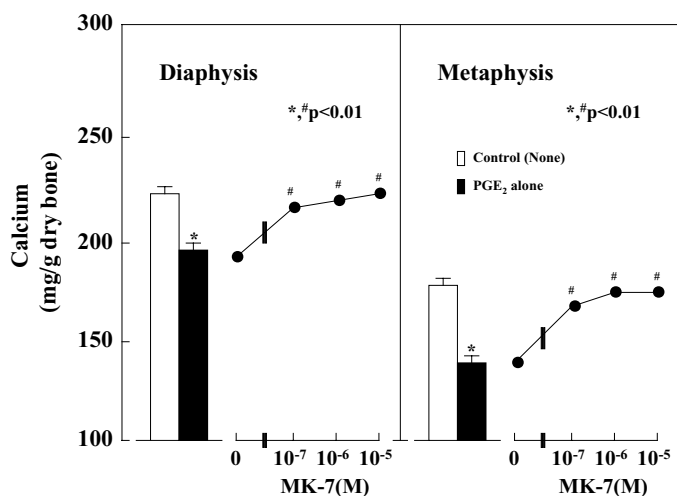 300
250
200
150
100
Calcium
(mg/g dry bone)
Diaphysis
*,#p<0.01
*
#
#
#
0
10-7
10-6
10-5
MK-7(M)
Metaphysis
*,#p<0.01
Control (None)
PGE2 alone
*
#
#
#
0
10-7
10-6
10-5
MK-7(M)